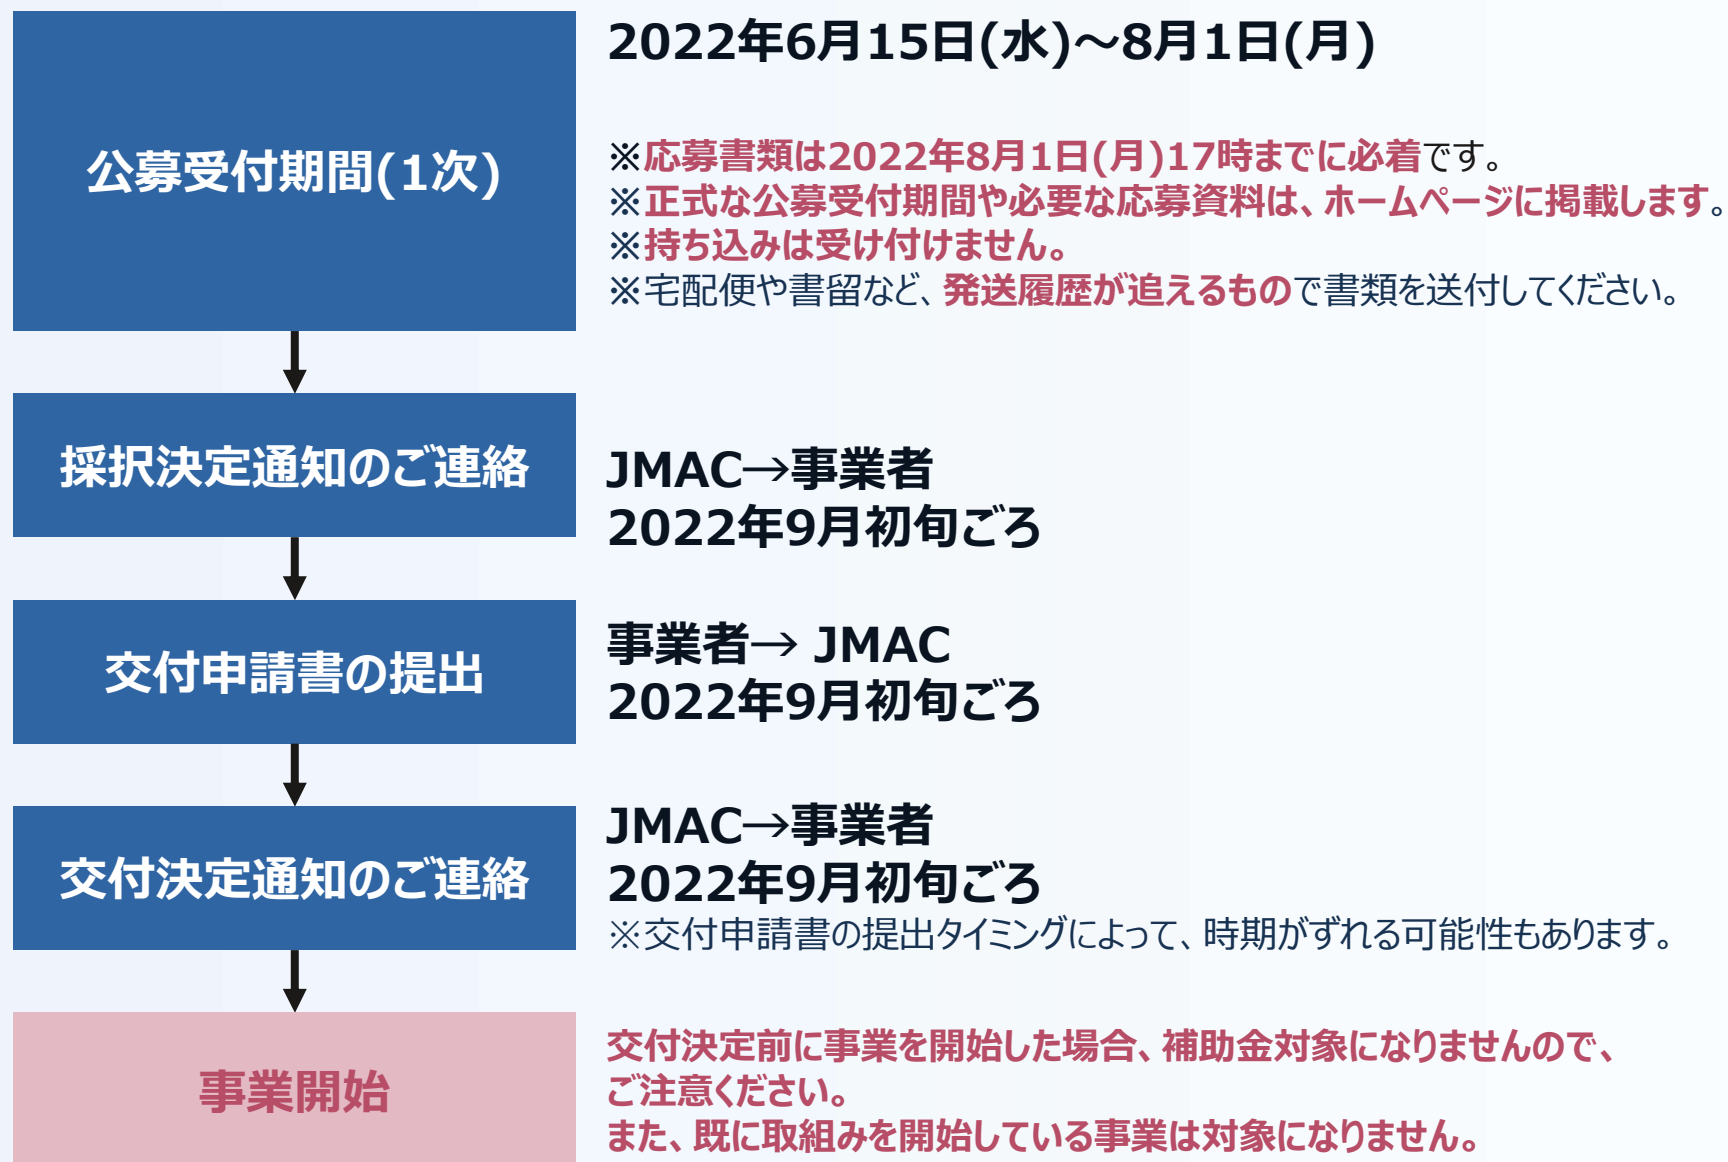 公募受付期間(1次)
2022年6月15日(水)～8月1日(月)
※応募書類は2022年8月1日(月)17時までに必着です。
※正式な公募受付期間や必要な応募資料は、ホームページに掲載します。
※持ち込みは受け付けません。
※宅配便や書留など、発送履歴が追えるもので書類を送付してください。
採択決定通知のご連絡
JMAC→事業者
2022年9月初旬ごろ
交付申請書の提出
事業者→ JMAC
2022年9月初旬ごろ
交付決定通知のご連絡
JMAC→事業者
2022年9月初旬ごろ
※交付申請書の提出タイミングによって、時期がずれる可能性もあります。
事業開始
交付決定前に事業を開始した場合、補助金対象になりませんので、
ご注意ください。
また、既に取組みを開始している事業は対象になりません。